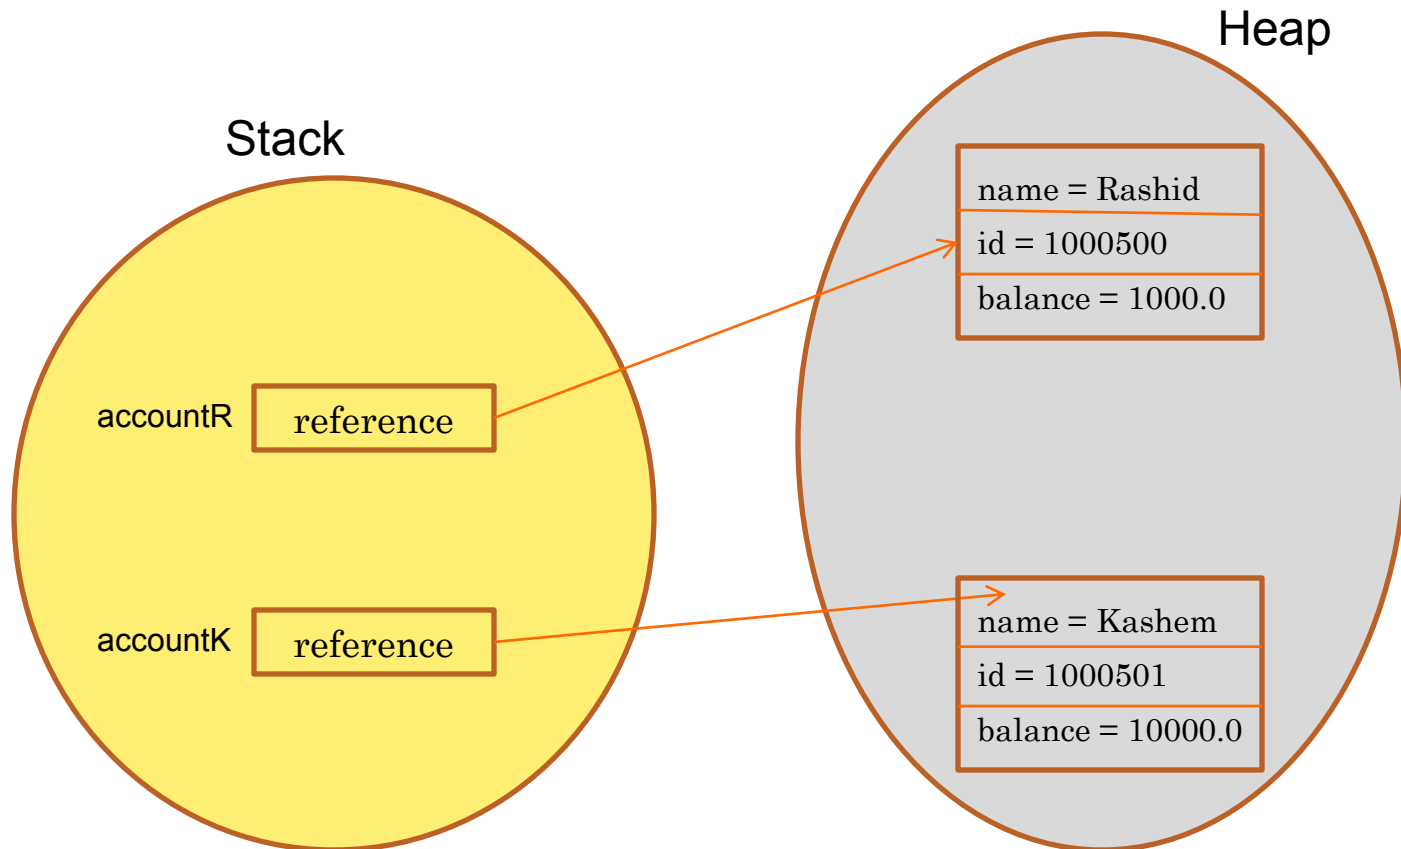 Stack
accountR
reference
accountK
reference
Heap
name = Rashid
id = 1000500
balance = 1000.0
name = Kashem
id = 1000501
balance = 10000.0